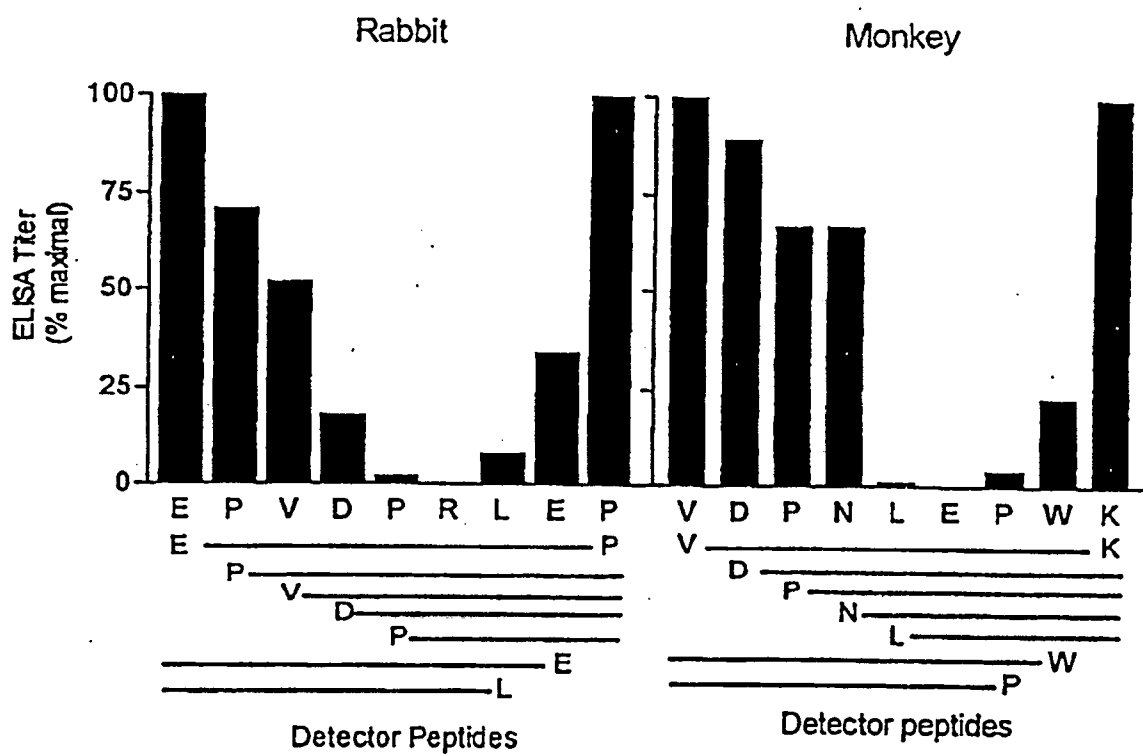 Rabbit
Monkey
ELISA Titer
(% maximal)
100
75
50
25
0
E P V D P R L E P
E P
P
V
D
P
E
L
Detector Peptides
V D P N L E P W K
V K
D
P
N
L
W
P
Detector peptides